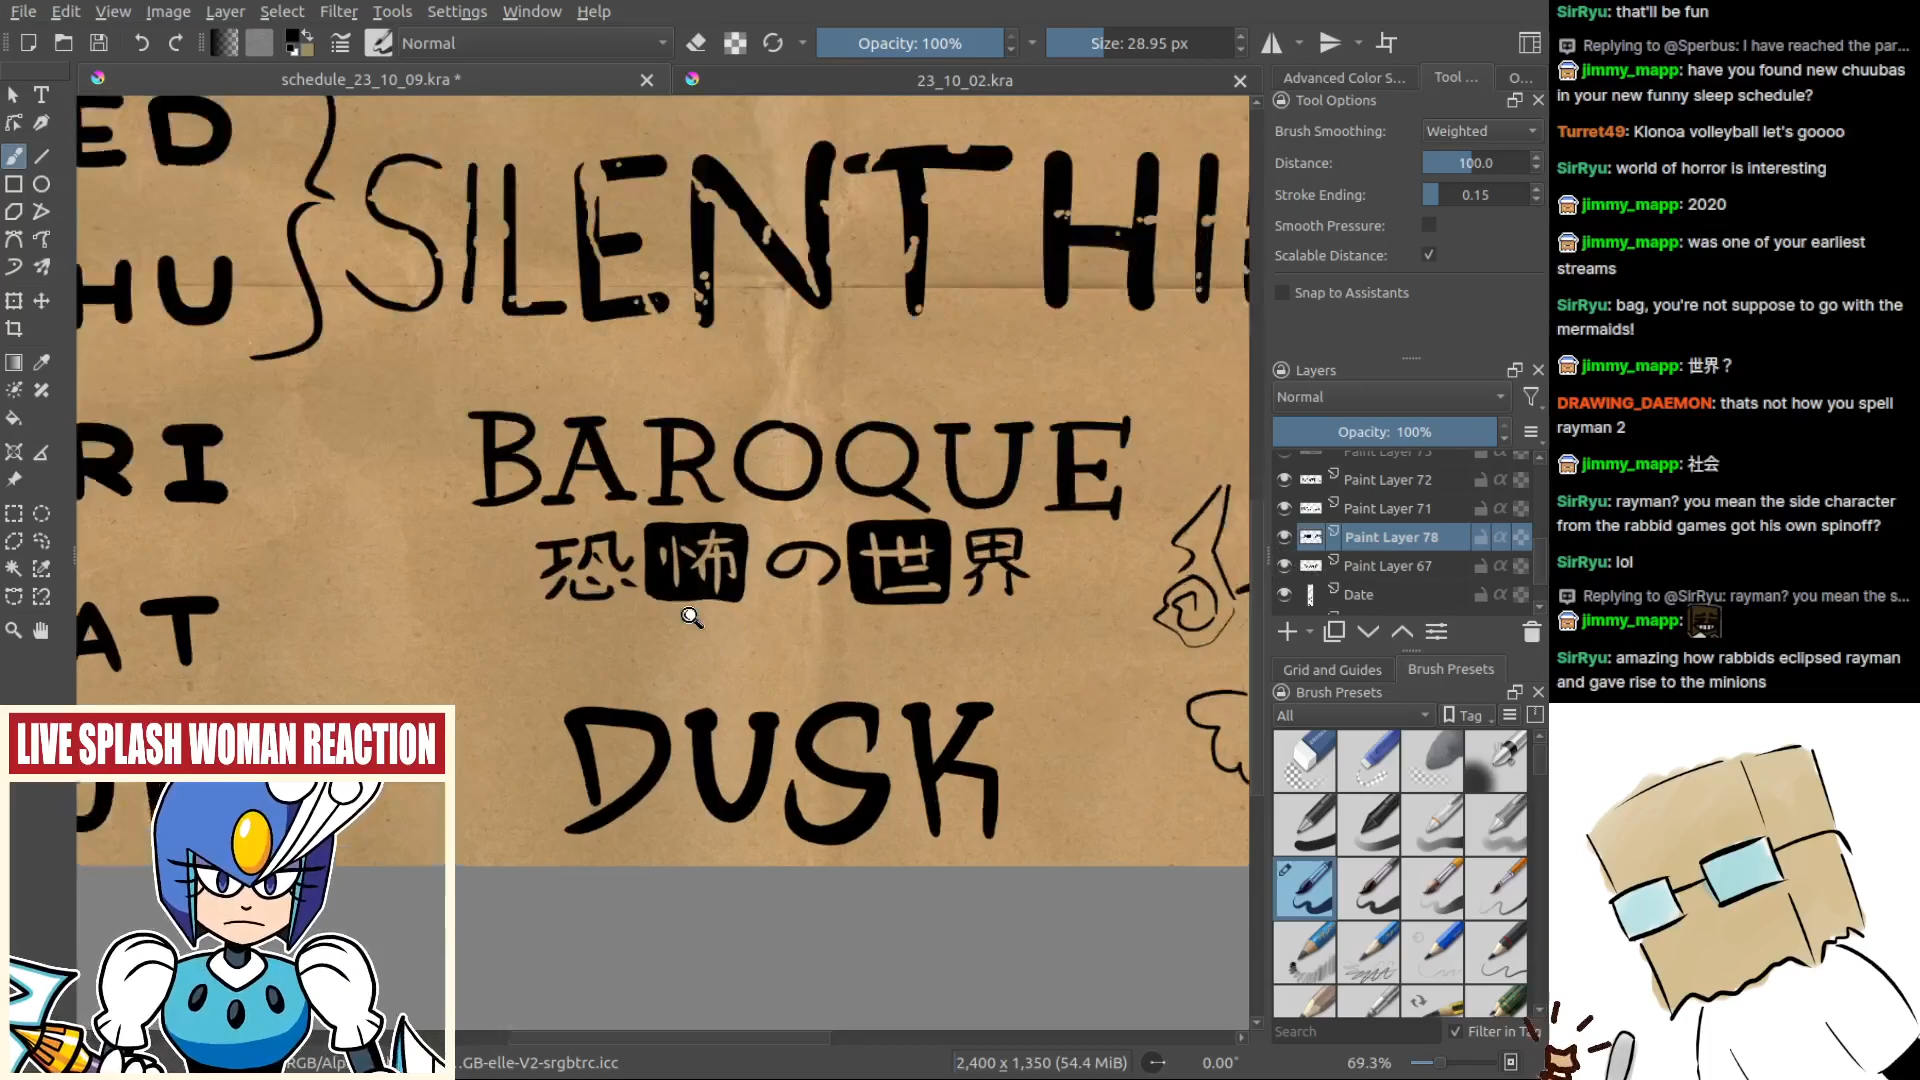 File Edit View Image Layer Select Filter Tools Settings Window Help
Normal
Opacity: 100%
Size: 28.95 px
schedule_23_10_09.kra *
23_10_02.kra
ED
HU
RI
AT
SILENT HI
BAROQUE
恐怖の世界
DUSK
LIVE SPLASH WOMAN REACTION
GB-elle-V2-srgbtrc.icc
2,400 x 1,350 (54.4 MiB)
0.00°
69.3%
Advanced Color S...
Tool ...
O...
Tool Options
Brush Smoothing: Weighted
Distance: 100.0
Stroke Ending: 0.15
Smooth Pressure:
Scalable Distance:
Snap to Assistants
Layers
Normal
Opacity: 100%
Paint Layer 72
Paint Layer 71
Paint Layer 78
Paint Layer 67
Date
Grid and Guides
Brush Presets
Brush Presets
All
Tag
Search
Filter in
SirRyu: that'll be fun
Replying to @Sperbus: I have reached the par...
jimmy_mapp: have you found new chuubas
in your new funny sleep schedule?
Turret49: Klonoa volleyball let's goooo
SirRyu: world of horror is interesting
jimmy_mapp: 2020
jimmy_mapp: was one of your earliest
streams
SirRyu: bag, you're not suppose to go with the
mermaids!
jimmy_mapp: 世界？
DRAWING_DAEMON: thats not how you spell
rayman 2
jimmy_mapp: 社会
SirRyu: rayman? you mean the side character
from the rabbid games got his own spinoff?
SirRyu: lol
Replying to @SirRyu: rayman? you mean the s...
jimmy_mapp:
SirRyu: amazing how rabbids eclipsed rayman
and gave rise to the minions